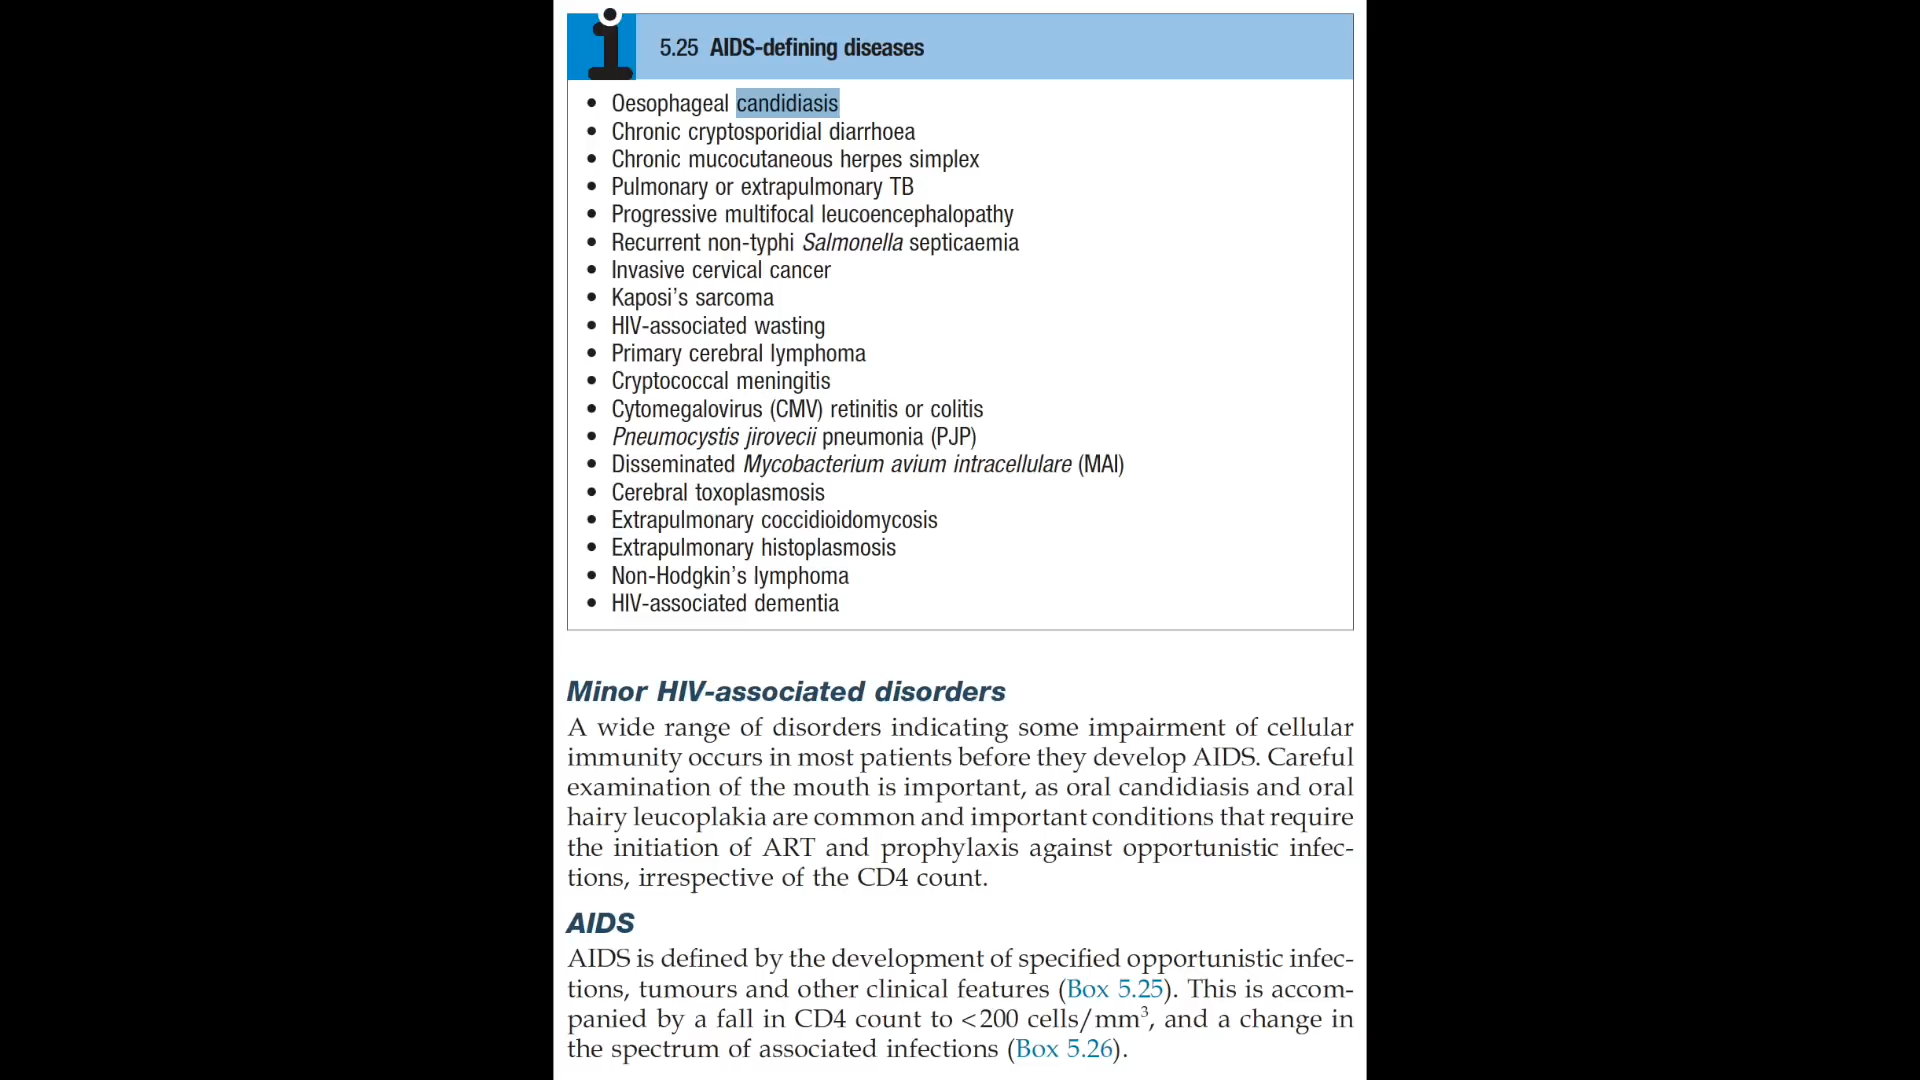 5.25 AIDS-defining diseases
• Oesophageal candidiasis
• Chronic cryptosporidial diarrhoea
• Chronic mucocutaneous herpes simplex
• Pulmonary or extrapulmonary TB
• Progressive multifocal leucoencephalopathy
• Recurrent non-typhi Salmonella septicaemia
• Invasive cervical cancer
• Kaposi's sarcoma
• HIV-associated wasting
• Primary cerebral lymphoma
• Cryptococcal meningitis
• Cytomegalovirus (CMV) retinitis or colitis
• Pneumocystis jirovecii pneumonia (PJP)
• Disseminated Mycobacterium avium intracellulare (MAI)
• Cerebral toxoplasmosis
• Extrapulmonary coccidioidomycosis
• Extrapulmonary histoplasmosis
• Non-Hodgkin's lymphoma
• HIV-associated dementia
Minor HIV-associated disorders
A wide range of disorders indicating some impairment of cellular
immunity occurs in most patients before they develop AIDS. Careful
examination of the mouth is important, as oral candidiasis and oral
hairy leucoplakia are common and important conditions that require
the initiation of ART and prophylaxis against opportunistic infec-
tions, irrespective of the CD4 count.
AIDS
AIDS is defined by the development of specified opportunistic infec-
tions, tumours and other clinical features (Box 5.25). This is accom-
panied by a fall in CD4 count to <200 cells/mm³, and a change in
the spectrum of associated infections (Box 5.26).